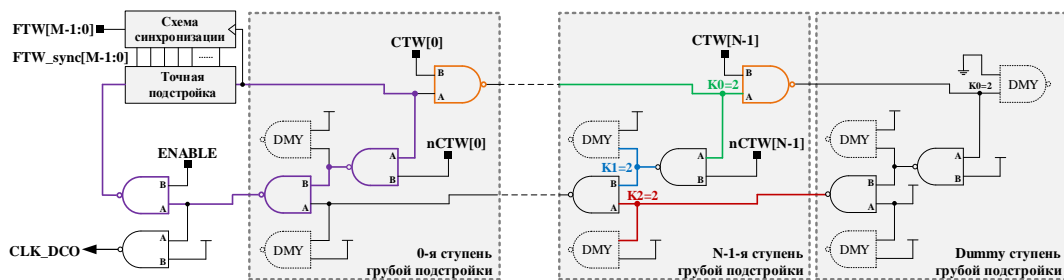 FTW[M-1:0]
Схема
синхронизации
FTW_sync[M-1:0]
......
Точная
подстройка
ENABLE
B
A
A
B
CLK_DCO
CTW[0]
B
A
DMY
nCTW[0]
A
B
B
A
DMY
0-я ступень
грубой подстройки
CTW[N-1]
B
A
K0=2
DMY
nCTW[N-1]
A
B
K1=2
B
A
K2=2
DMY
N-1-я ступень
грубой подстройки
DMY
K0=2
DMY
A
B
B
A
DMY
Dummy ступень
грубой подстройки